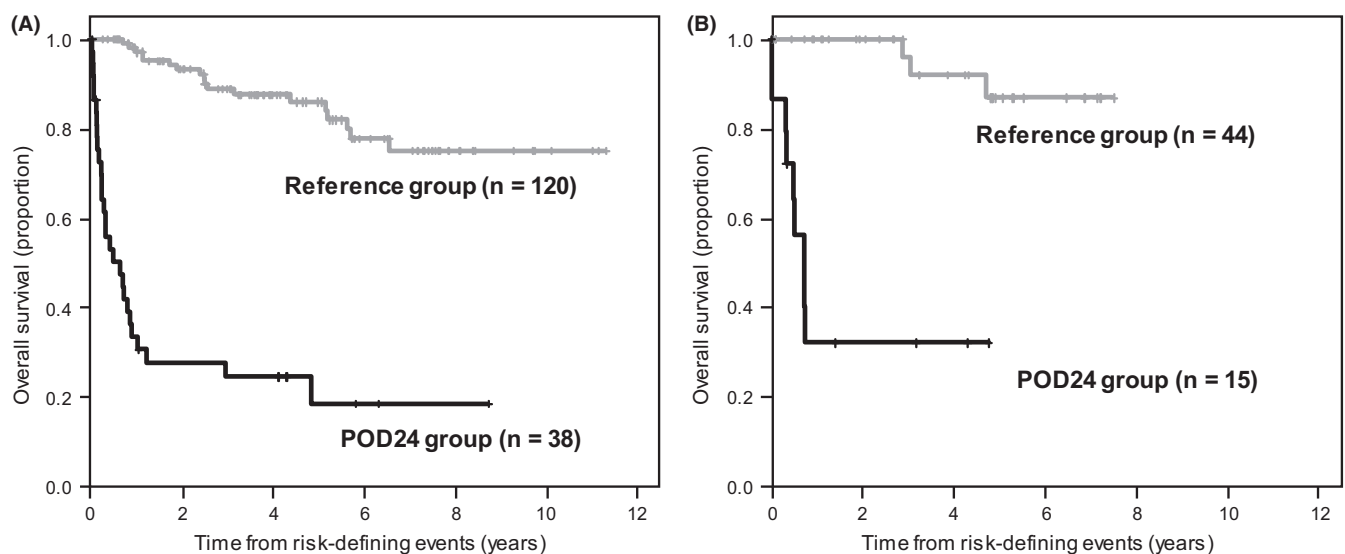 (A)
1.0
0.8
0.6
0.4
0.2
0.0
Overall survival (proportion)
Reference group (n = 120)
POD24 group (n = 38)
0 2 4 6 8 10 12
Time from risk-defining events (years)
(B)
1.0
0.8
0.6
0.4
0.2
0.0
Overall survival (proportion)
Reference group (n = 44)
POD24 group (n = 15)
0 2 4 6 8 10 12
Time from risk-defining events (years)